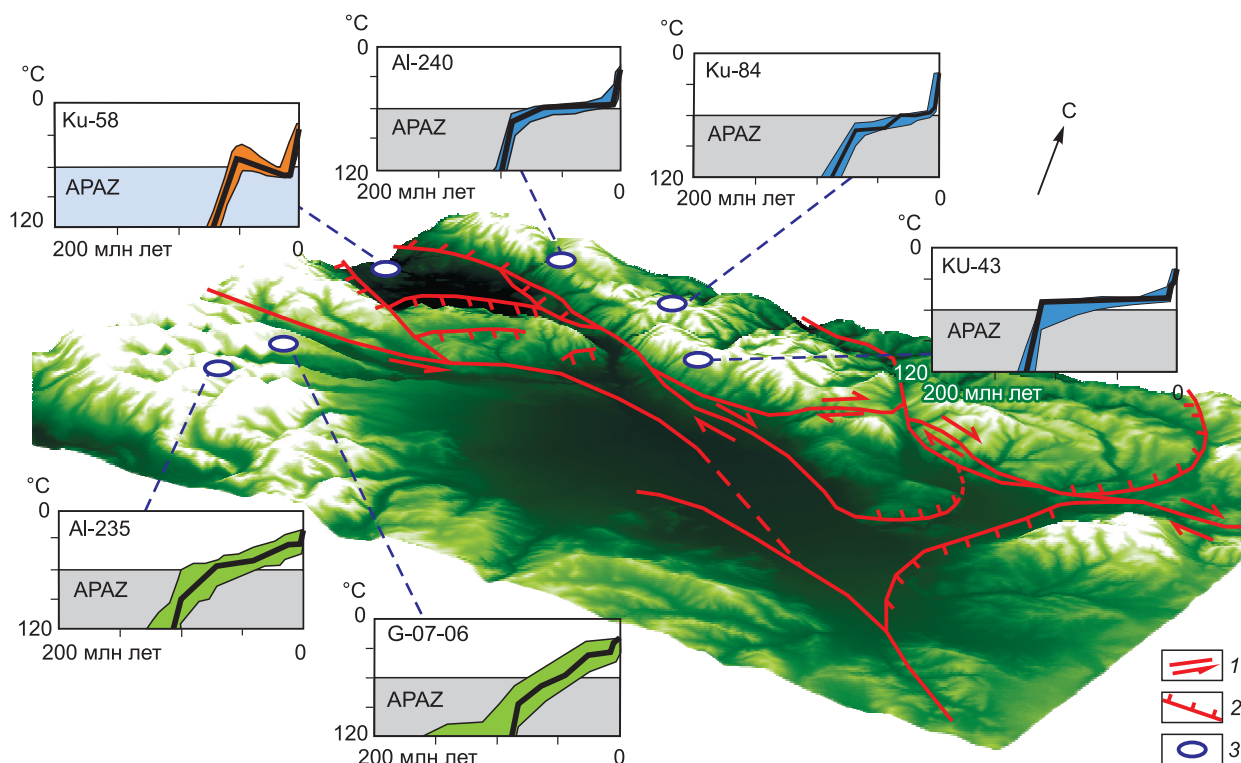 °C
0
Ku-58
APAZ
120
200 млн лет
0
°C
0
Al-240
APAZ
120
200 млн лет
0
°C
0
Ku-84
APAZ
120
200 млн лет
0
С
°C
0
KU-43
APAZ
120
200 млн лет
0
°C
0
Al-235
APAZ
120
200 млн лет
0
°C
0
G-07-06
APAZ
120
200 млн лет
0
1
2
3